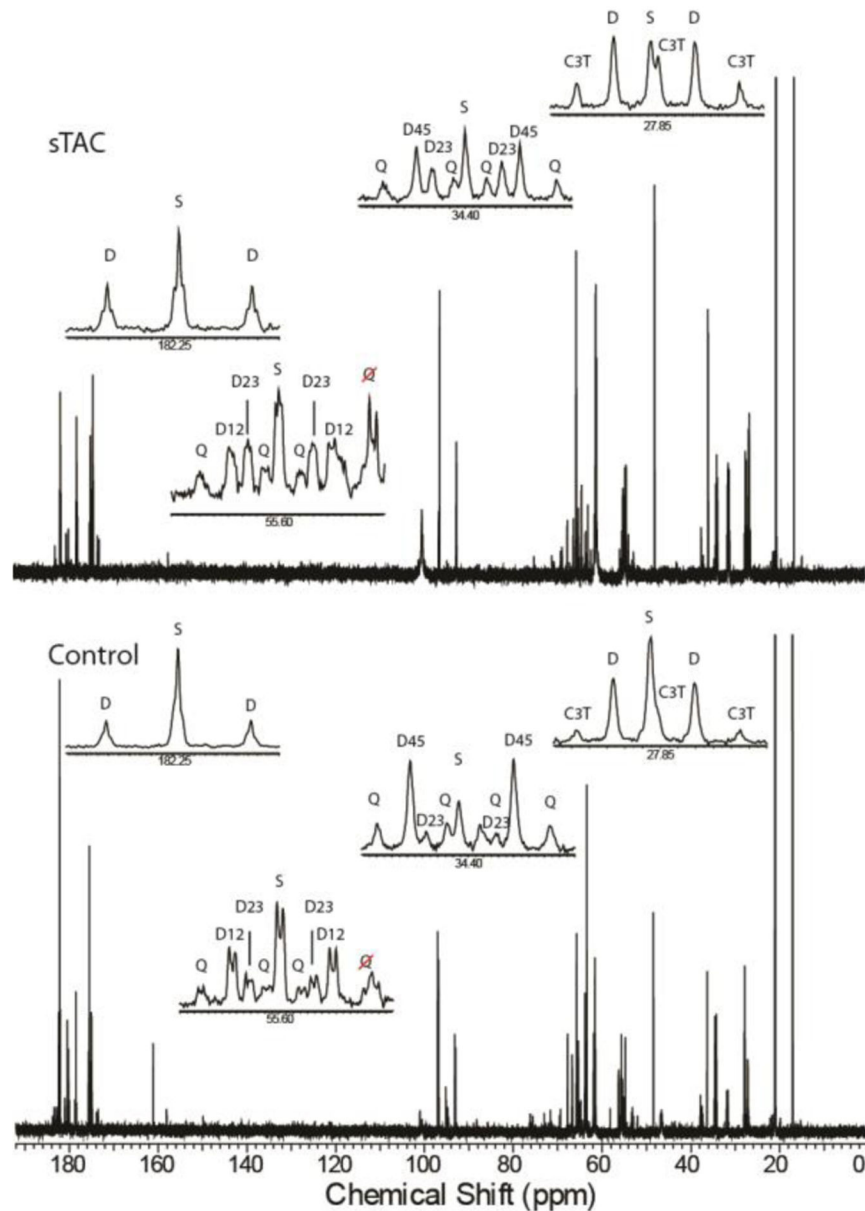 D S D
C3T C3T C3T
27.85
sTAC
S
D45 D45
D23 D23
Q Q Q Q
34.40
S
D D
182.25
S
D23 D23 Q
D12 D12
Q Q Q
55.60
Control
S
D D
C3T C3T C3T
27.85
S
D D
182.25
D45 D45
S
Q Q Q Q
D23 D23
34.40
S
D23 D23
D12 D12 Q
Q Q Q
55.60
180 160 140 120 100 80 60 40 20 0
Chemical Shift (ppm)